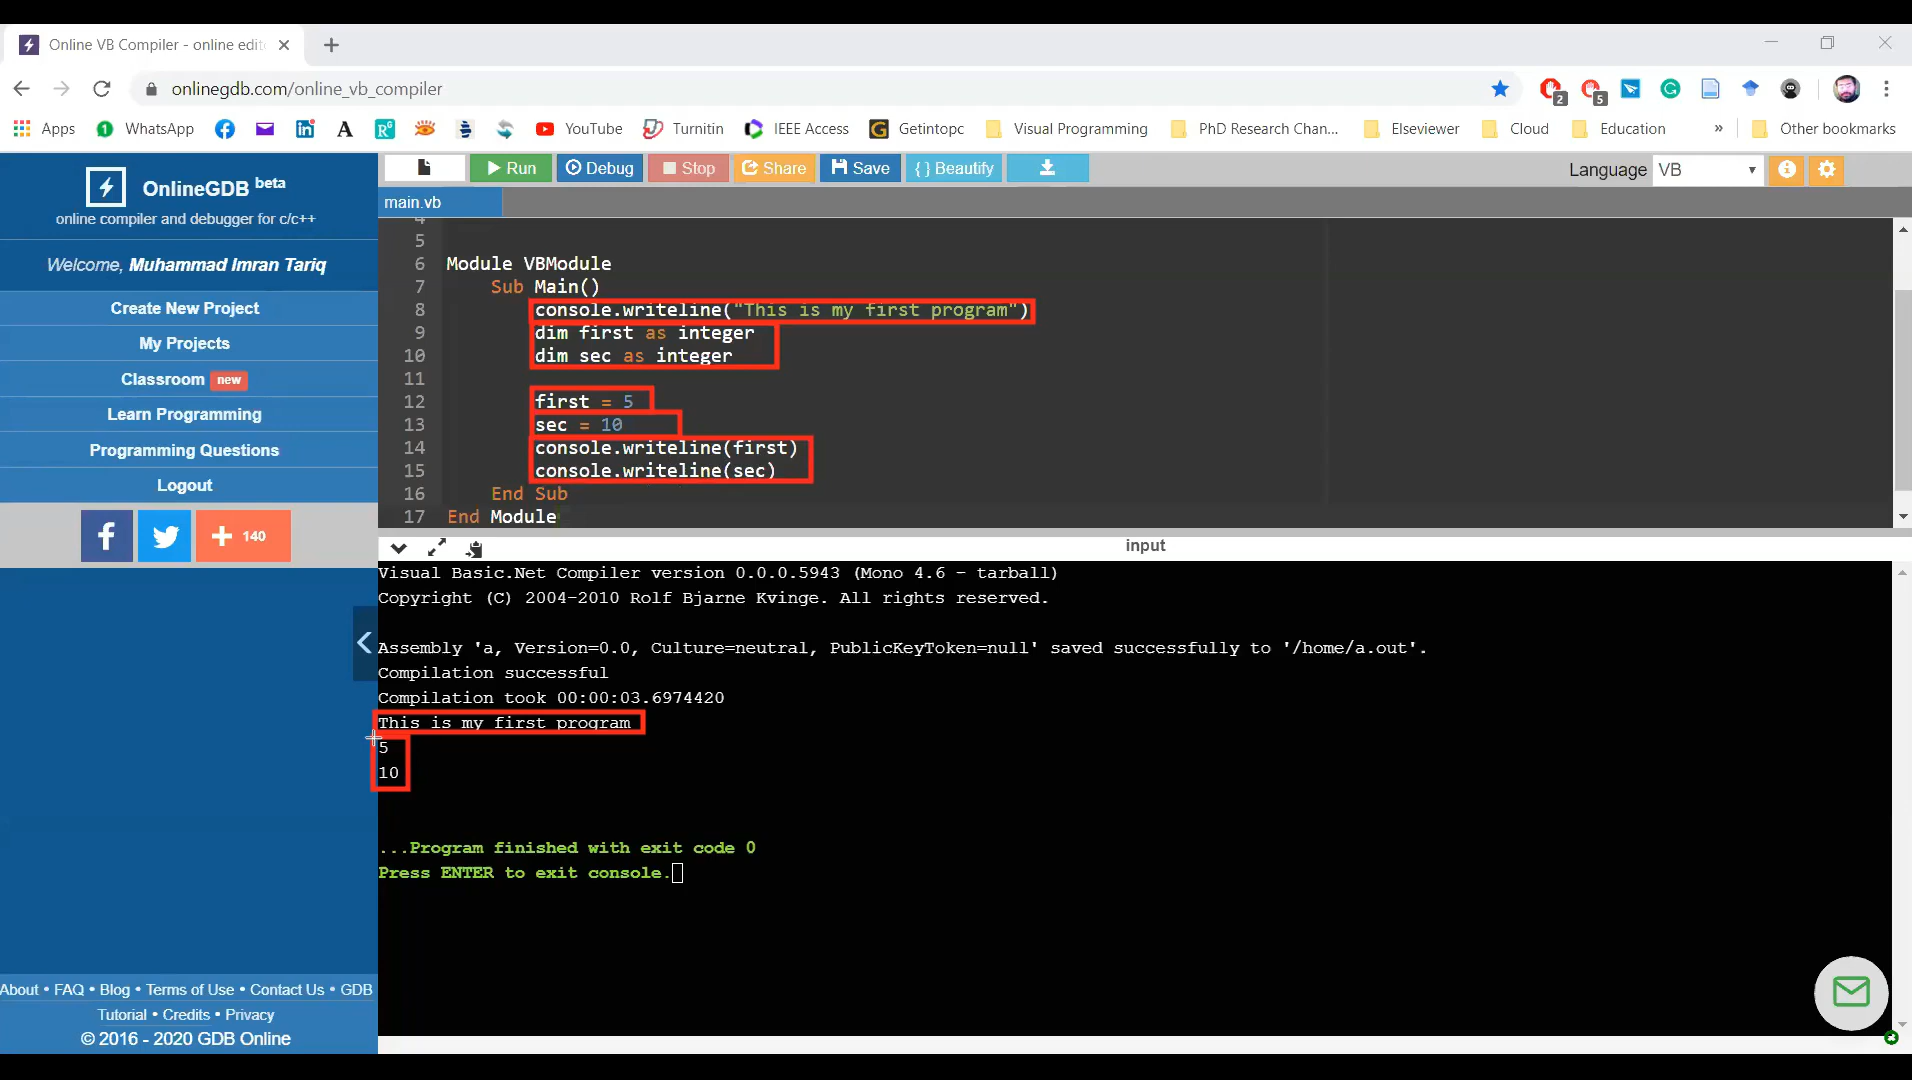 Online VB Compiler - online edit
onlinegdb.com/online_vb_compiler
2
5
Apps
1
WhatsApp
YouTube
Turnitin
IEEE Access
Getintopc
Visual Programming
PhD Research Chan...
Elseviewer
Cloud
Education
»
Other bookmarks
OnlineGDB beta
online compiler and debugger for c/c++
Welcome, Muhammad Imran Tariq
Create New Project
My Projects
Classroom new
Learn Programming
Programming Questions
Logout
140
About • FAQ • Blog • Terms of Use • Contact Us • GDB
Tutorial • Credits • Privacy
© 2016 - 2020 GDB Online
Run
Debug
Stop
Share
Save
{ } Beautify
Language VB
main.vb
4
5
6 Module VBModule
7 Sub Main()
8 console.writeline("This is my first program")
9 dim first as integer
10 dim sec as integer
11
12 first = 5
13 sec = 10
14 console.writeline(first)
15 console.writeline(sec)
16 End Sub
17 End Module
input
Visual Basic.Net Compiler version 0.0.0.5943 (Mono 4.6 - tarball)
Copyright (C) 2004-2010 Rolf Bjarne Kvinge. All rights reserved.
Assembly 'a, Version=0.0, Culture=neutral, PublicKeyToken=null' saved successfully to '/home/a.out'.
Compilation successful
Compilation took 00:00:03.6974420
This is my first program
5
10
...Program finished with exit code 0
Press ENTER to exit console.